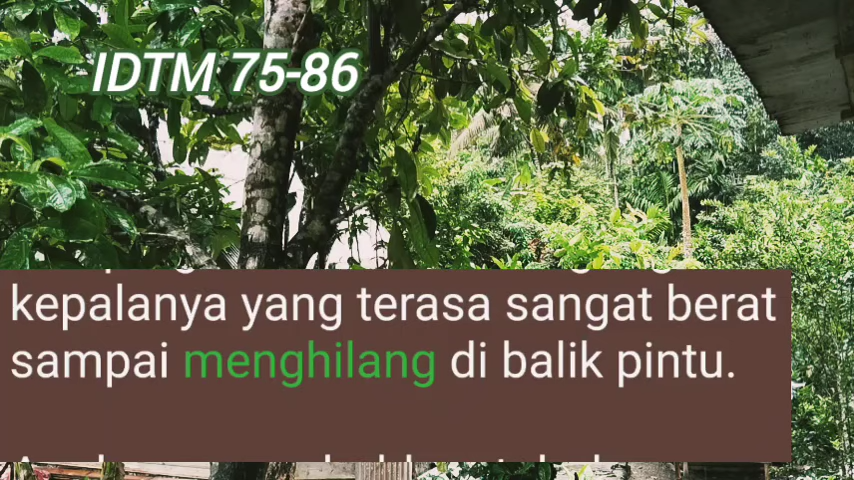 IDTM 75-86
kepalanya yang terasa sangat berat
sampai menghilang di balik pintu.